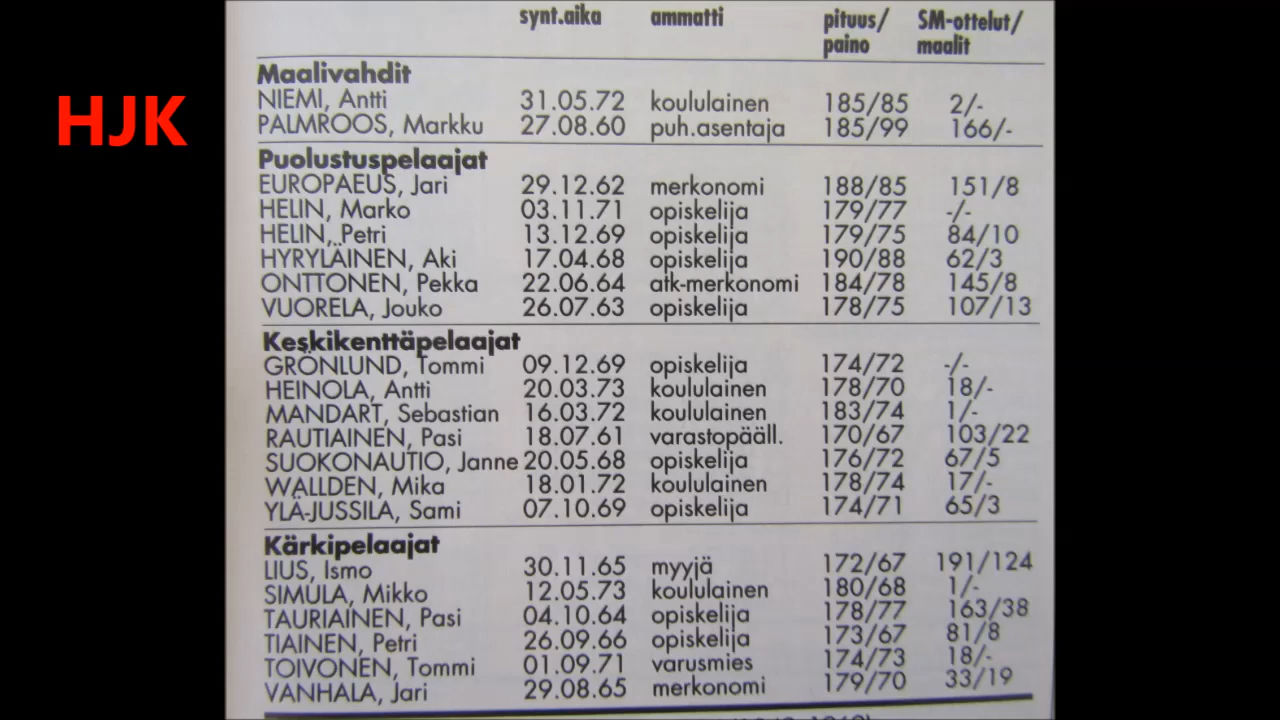 HJK
synt.aika ammatti pituus/ SM-ottelut/
paino maalit
Maalivahdit
NIEMI, Antti 31.05.72 koululainen 185/85 2/-
PALMROOS, Markku 27.08.60 puh.asentaja 185/99 166/-
Puolustuspelaajat
EUROPAEUS, Jari 29.12.62 merkonomi 188/85 151/8
HELIN, Marko 03.11.71 opiskelija 179/77 -/-
HELIN, Petri 13.12.69 opiskelija 179/75 84/10
HYRYLÄINEN, Aki 17.04.68 opiskelija 190/88 62/3
ONTTONEN, Pekka 22.06.64 atk-merkonomi 184/78 145/8
VUORELA, Jouko 26.07.63 opiskelija 178/75 107/13
Keskikenttäpelaajat
GRÖNLUND, Tommi 09.12.69 opiskelija 174/72 -/-
HEINOLA, Antti 20.03.73 koululainen 178/70 18/-
MANDART, Sebastian 16.03.72 koululainen 183/74 1/-
RAUTIAINEN, Pasi 18.07.61 varastopääll. 170/67 103/22
SUOKONAUTIO, Janne 20.05.68 opiskelija 176/72 67/5
WALLDEN, Mika 18.01.72 koululainen 178/74 17/-
YLÄ-JUSSILA, Sami 07.10.69 opiskelija 174/71 65/3
Kärkipelaajat
LIUS, Ismo 30.11.65 myyjä 172/67 191/124
SIMULA, Mikko 12.05.73 koululainen 180/68 1/-
TAURIAINEN, Pasi 04.10.64 opiskelija 178/77 163/38
TIAINEN, Petri 26.09.66 opiskelija 173/67 81/8
TOIVONEN, Tommi 01.09.71 varusmies 174/73 18/-
VANHALA, Jari 29.08.65 merkonomi 179/70 33/19